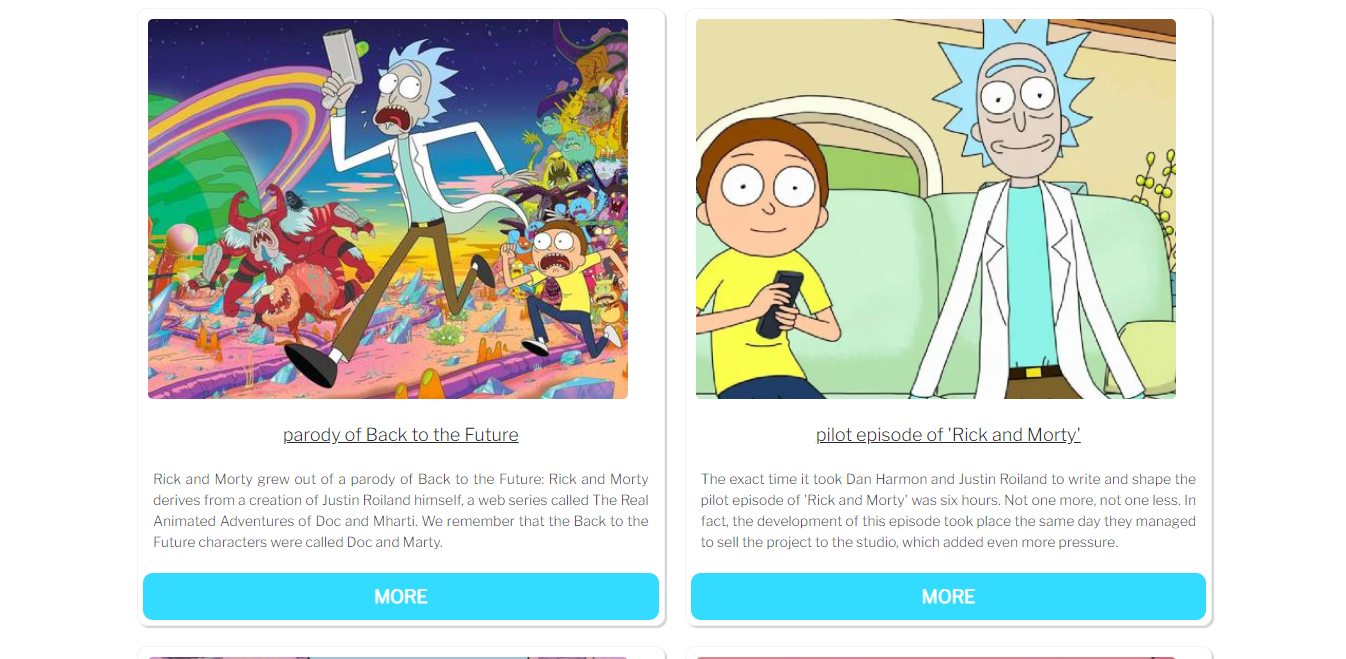 parody of Back to the Future
Rick and Morty grew out of a parody of Back to the Future: Rick and Morty
derives from a creation of Justin Roiland himself, a web series called The Real
Animated Adventures of Doc and Mharti. We remember that the Back to the
Future characters were called Doc and Marty.
MORE
pilot episode of 'Rick and Morty'
The exact time it took Dan Harmon and Justin Roiland to write and shape the
pilot episode of 'Rick and Morty' was six hours. Not one more, not one less. In
fact, the development of this episode took place the same day they managed
to sell the project to the studio, which added even more pressure.
MORE